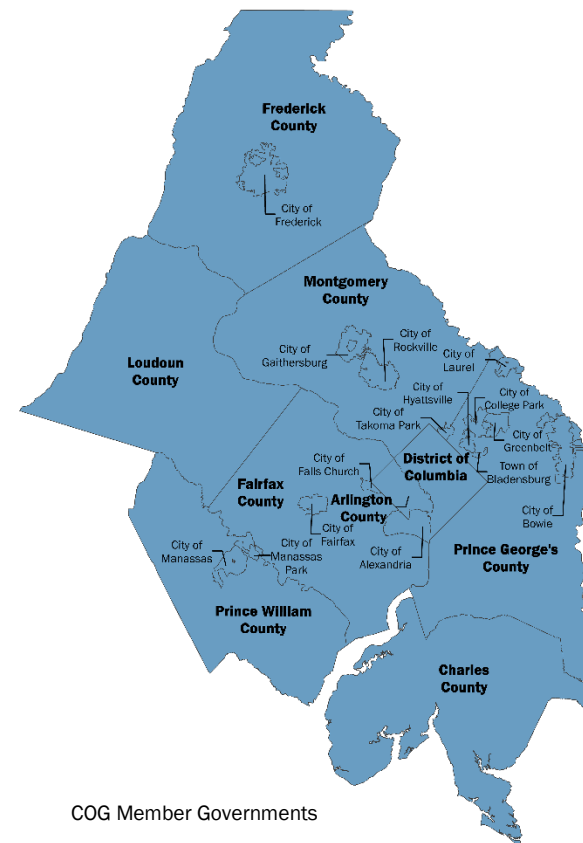 Frederick
County
City of
Frederick
Montgomery
County
City of
Rockville
City of
Gaithersburg
City of
Laurel
Loudoun
County
City of
Hyattsville
City of
College Park
City of
Takoma Park
City of
Greenbelt
District of
Columbia
City of
Falls Church
Town of
Bladensburg
Fairfax
County
Arlington
County
City of
Bowie
City of
Fairfax
City of
Manassas
City of
Manassas
Park
City of
Alexandria
Prince George's
County
Prince William
County
Charles
County
COG Member Governments